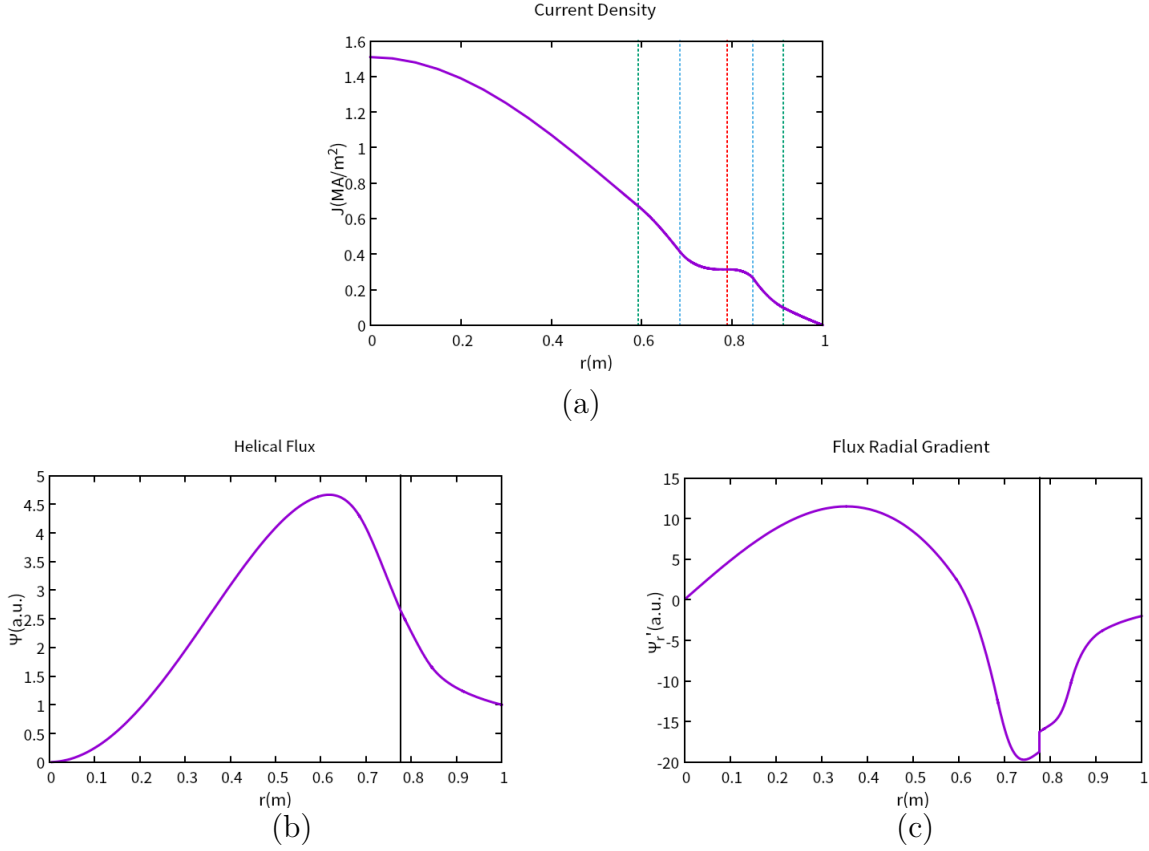 Current Density
1.6
1.4
1.2
1
0.8
0.6
0.4
0.2
0
J(MA/m²)
0 0.2 0.4 0.6 0.8 1
r(m)
(a)
Helical Flux
5
4.5
4
3.5
3
2.5
2
1.5
1
0.5
0
Ψ(a.u.)
0 0.1 0.2 0.3 0.4 0.5 0.6 0.7 0.8 0.9 1
r(m)
(b)
Flux Radial Gradient
15
10
5
0
-5
-10
-15
-20
Ψr'(a.u.)
0 0.1 0.2 0.3 0.4 0.5 0.6 0.7 0.8 0.9 1
r(m)
(c)